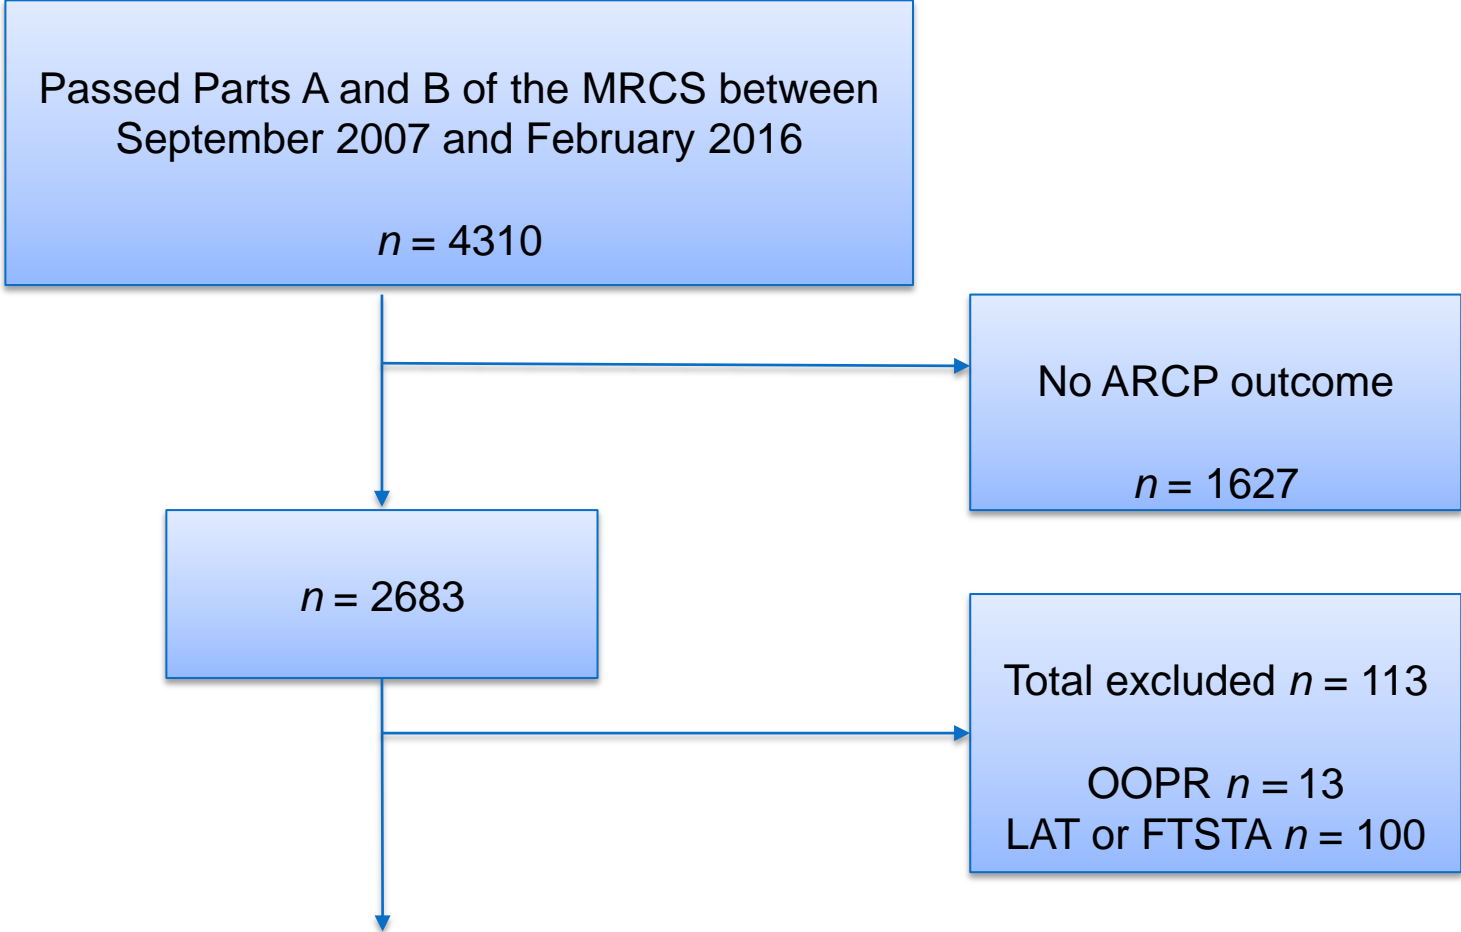 Passed Parts A and B of the MRCS between
September 2007 and February 2016
n = 4310
No ARCP outcome
n = 1627
n = 2683
Total excluded n = 113
OOPR n = 13
LAT or FTSTA n = 100